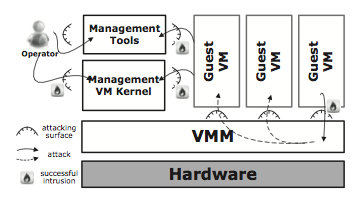 Management
Tools
Operator
Management
VM Kernel
Guest
VM
Guest
VM
Guest
VM
attacking
surface
attack
successful
intrusion
VMM
Hardware